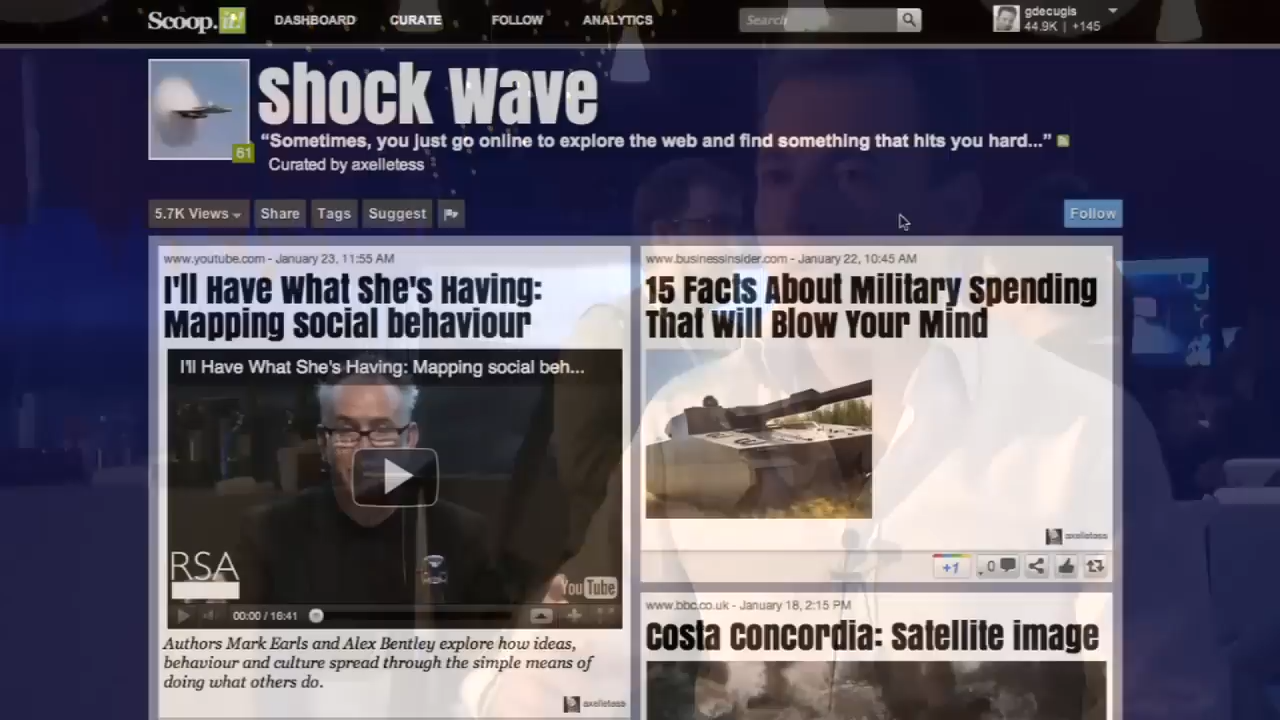 Scoop.it!
DASHBOARD
CURATE
FOLLOW
ANALYTICS
Search
gdecugis
44.9K | +145
Shock Wave
61
“Sometimes, you just go online to explore the web and find something that hits you hard...”
Curated by axelletess
5.7K Views
Share
Tags
Suggest
Follow
www.youtube.com - January 23, 11:55 AM
I'll Have What She's Having:
Mapping social behaviour
I'll Have What She's Having: Mapping social beh...
RSA
YouTube
00:00 / 16:41
Authors Mark Earls and Alex Bentley explore how ideas,
behaviour and culture spread through the simple means of
doing what others do.
axelletess
www.businessinsider.com - January 22, 10:45 AM
15 Facts About Military Spending
That Will Blow Your Mind
axelletess
+1
0
www.bbc.co.uk - January 18, 2:15 PM
Costa Concordia: Satellite image